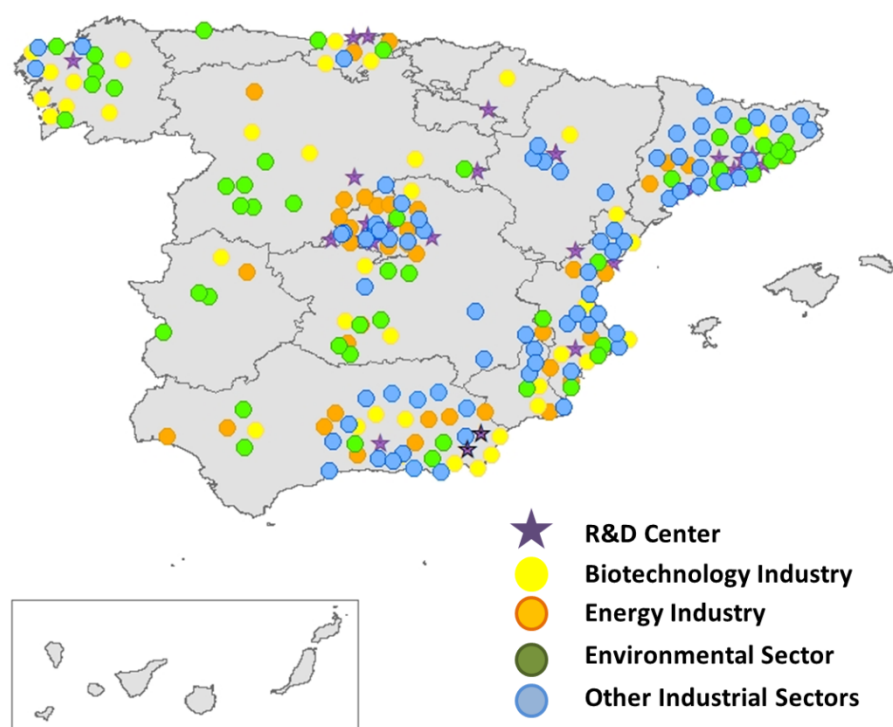 R&D Center
Biotechnology Industry
Energy Industry
Environmental Sector
Other Industrial Sectors